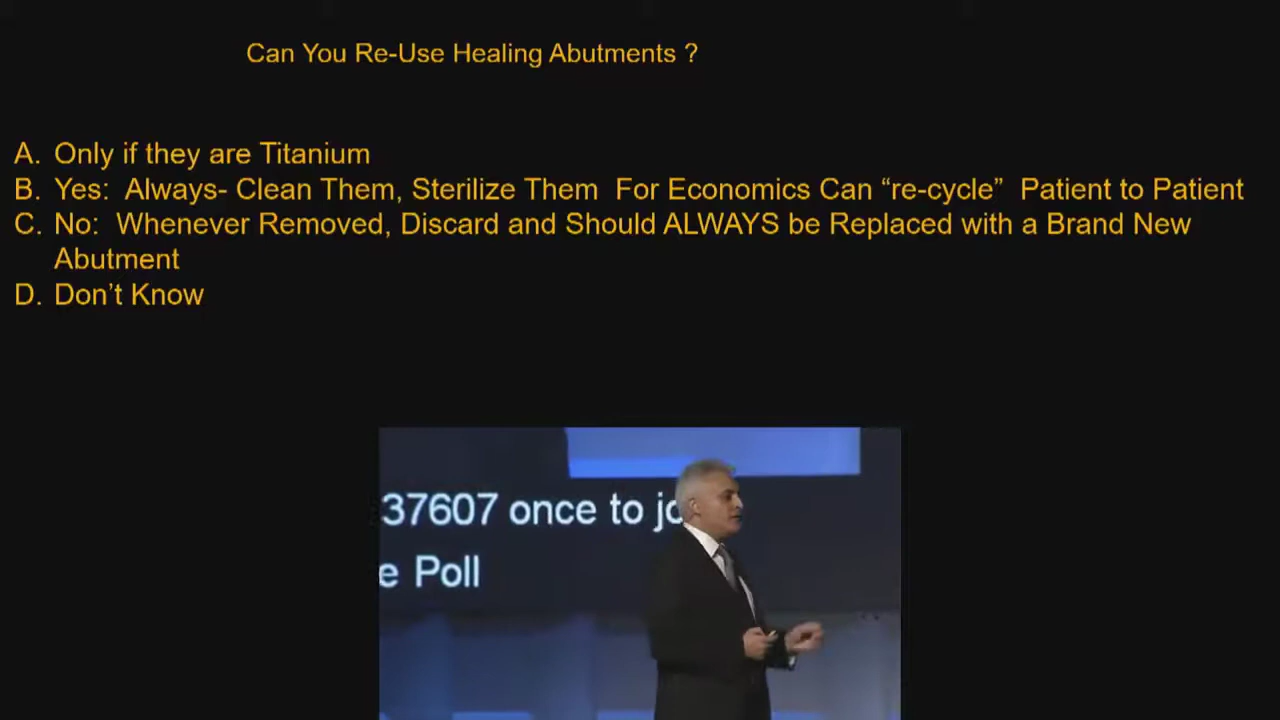 Can You Re-Use Healing Abutments ?
A. Only if they are Titanium
B. Yes:  Always- Clean Them, Sterilize Them  For Economics Can “re-cycle”  Patient to Patient
C. No:  Whenever Removed, Discard and Should ALWAYS be Replaced with a Brand New
Abutment
D. Don’t Know
37607 once to jo
e Poll